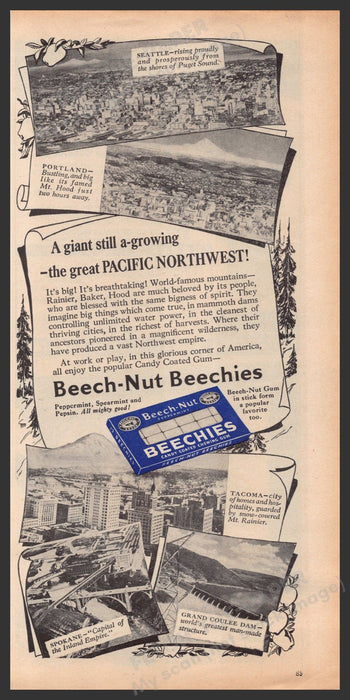 SEATTLE—rising proudly
and prosperously from
the shores of Puget Sound.
PORTLAND—
Bustling, and big
like its famed
Mt. Hood just
two hours away.
A giant still a-growing
-the great PACIFIC NORTHWEST!
It's big! It's breathtaking! World-famous mountains—
Rainier, Baker, Hood are much beloved by its people,
who are blessed with the same bigness of spirit. They
imagine big things which come true, in mammoth dams
controlling unlimited water power, in the cleanest of
thriving cities, in the richest of harvests. Where their
ancestors pioneered in a magnificent wilderness, they
have produced a vast Northwest empire.
At work or play, in this glorious corner of America,
all enjoy the popular Candy Coated Gum—
Beech-Nut Beechies
Peppermint, Spearmint and
Pepsin. All mighty good!
Beech-Nut Gum
in stick form
a popular
favorite
too.
Beech-Nut
PEPPERMINT
BEECHIES
CANDY COATED CHEWING GUM
BEECH-NUT BEECHIES
TACOMA—city
of homes and hos-
pitality, guarded
by snow-covered
Mt. Rainier.
SPOKANE—"Capital of
the Inland Empire."
GRAND COULEE DAM—
world's greatest man-made
structure.
85